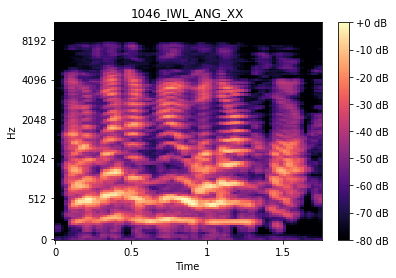 1046_IWL_ANG_XX
8192
4096
2048
1024
512
0
Hz
0
0.5
1
1.5
Time
+0 dB
-10 dB
-20 dB
-30 dB
-40 dB
-50 dB
-60 dB
-70 dB
-80 dB